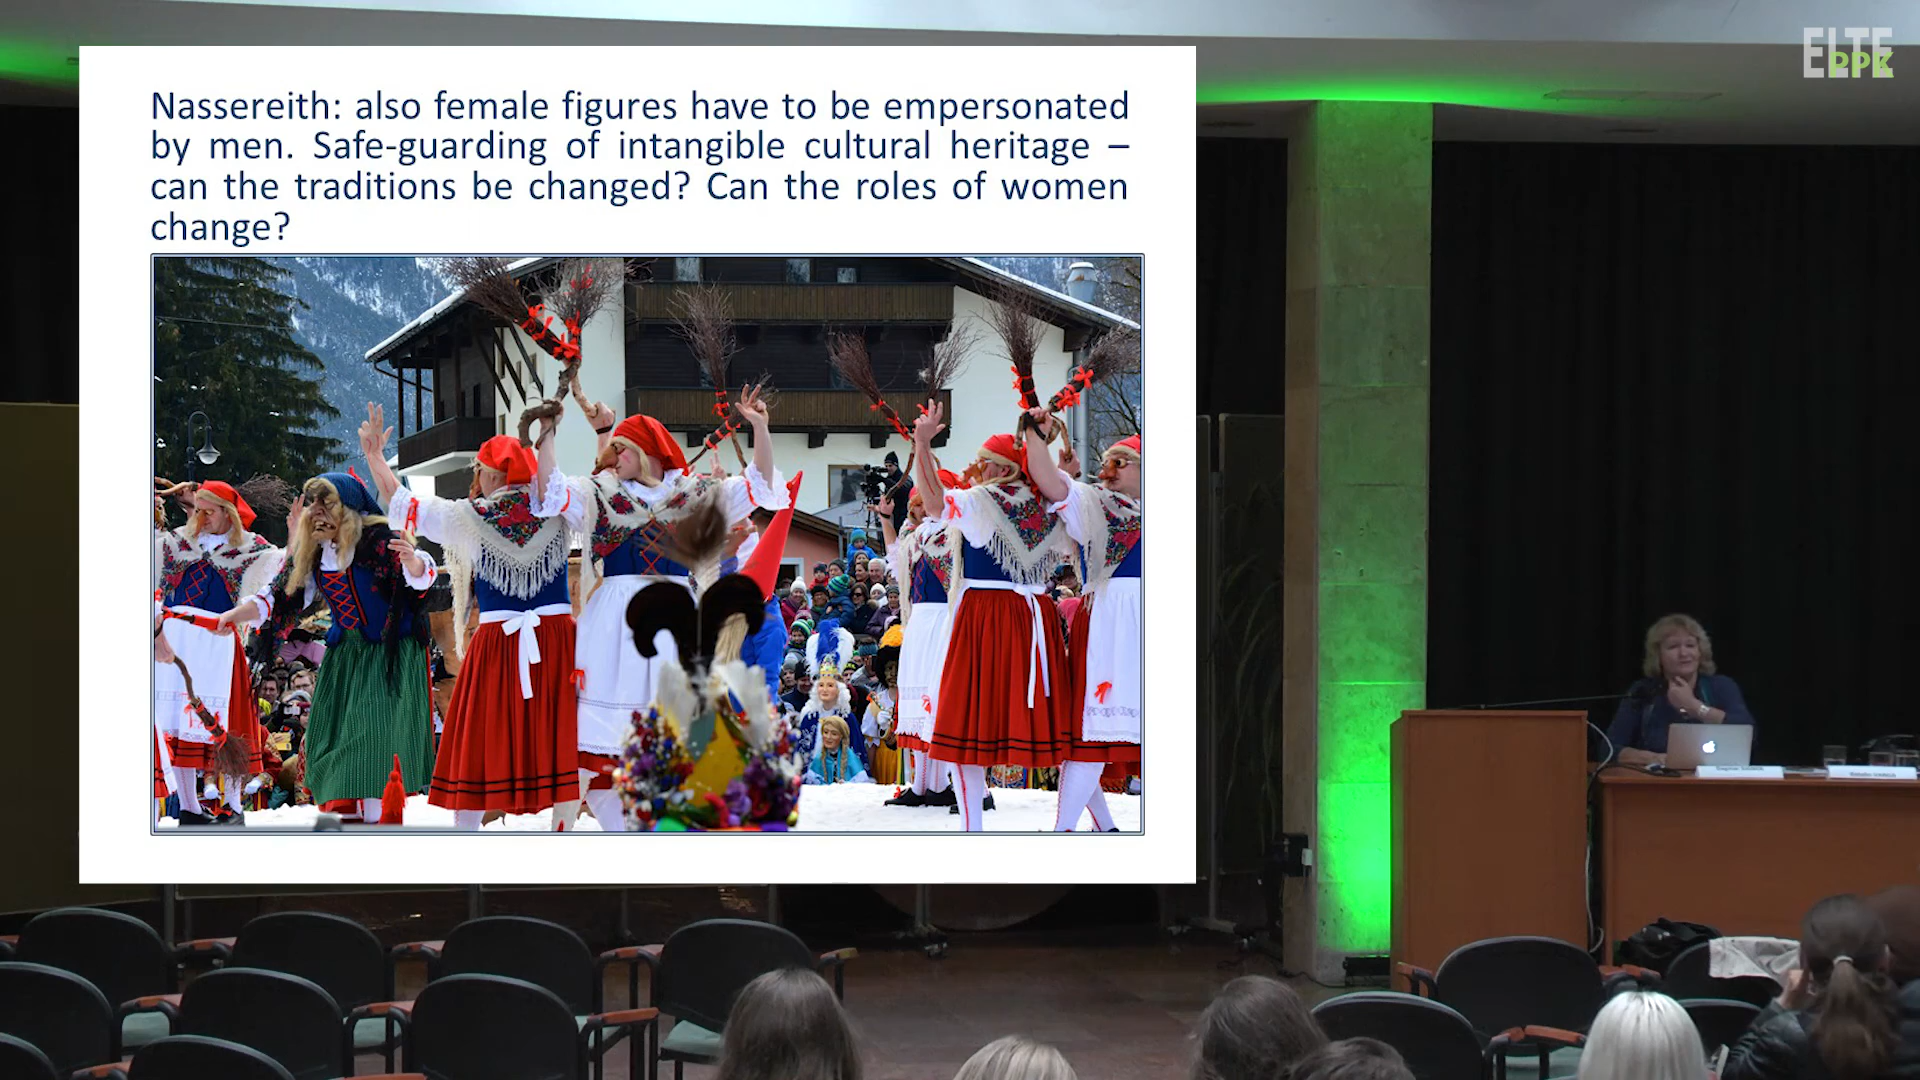 Nassereith: also female figures have to be empersonated
by men. Safe-guarding of intangible cultural heritage –
can the traditions be changed? Can the roles of women
change?
ELTE
PPK